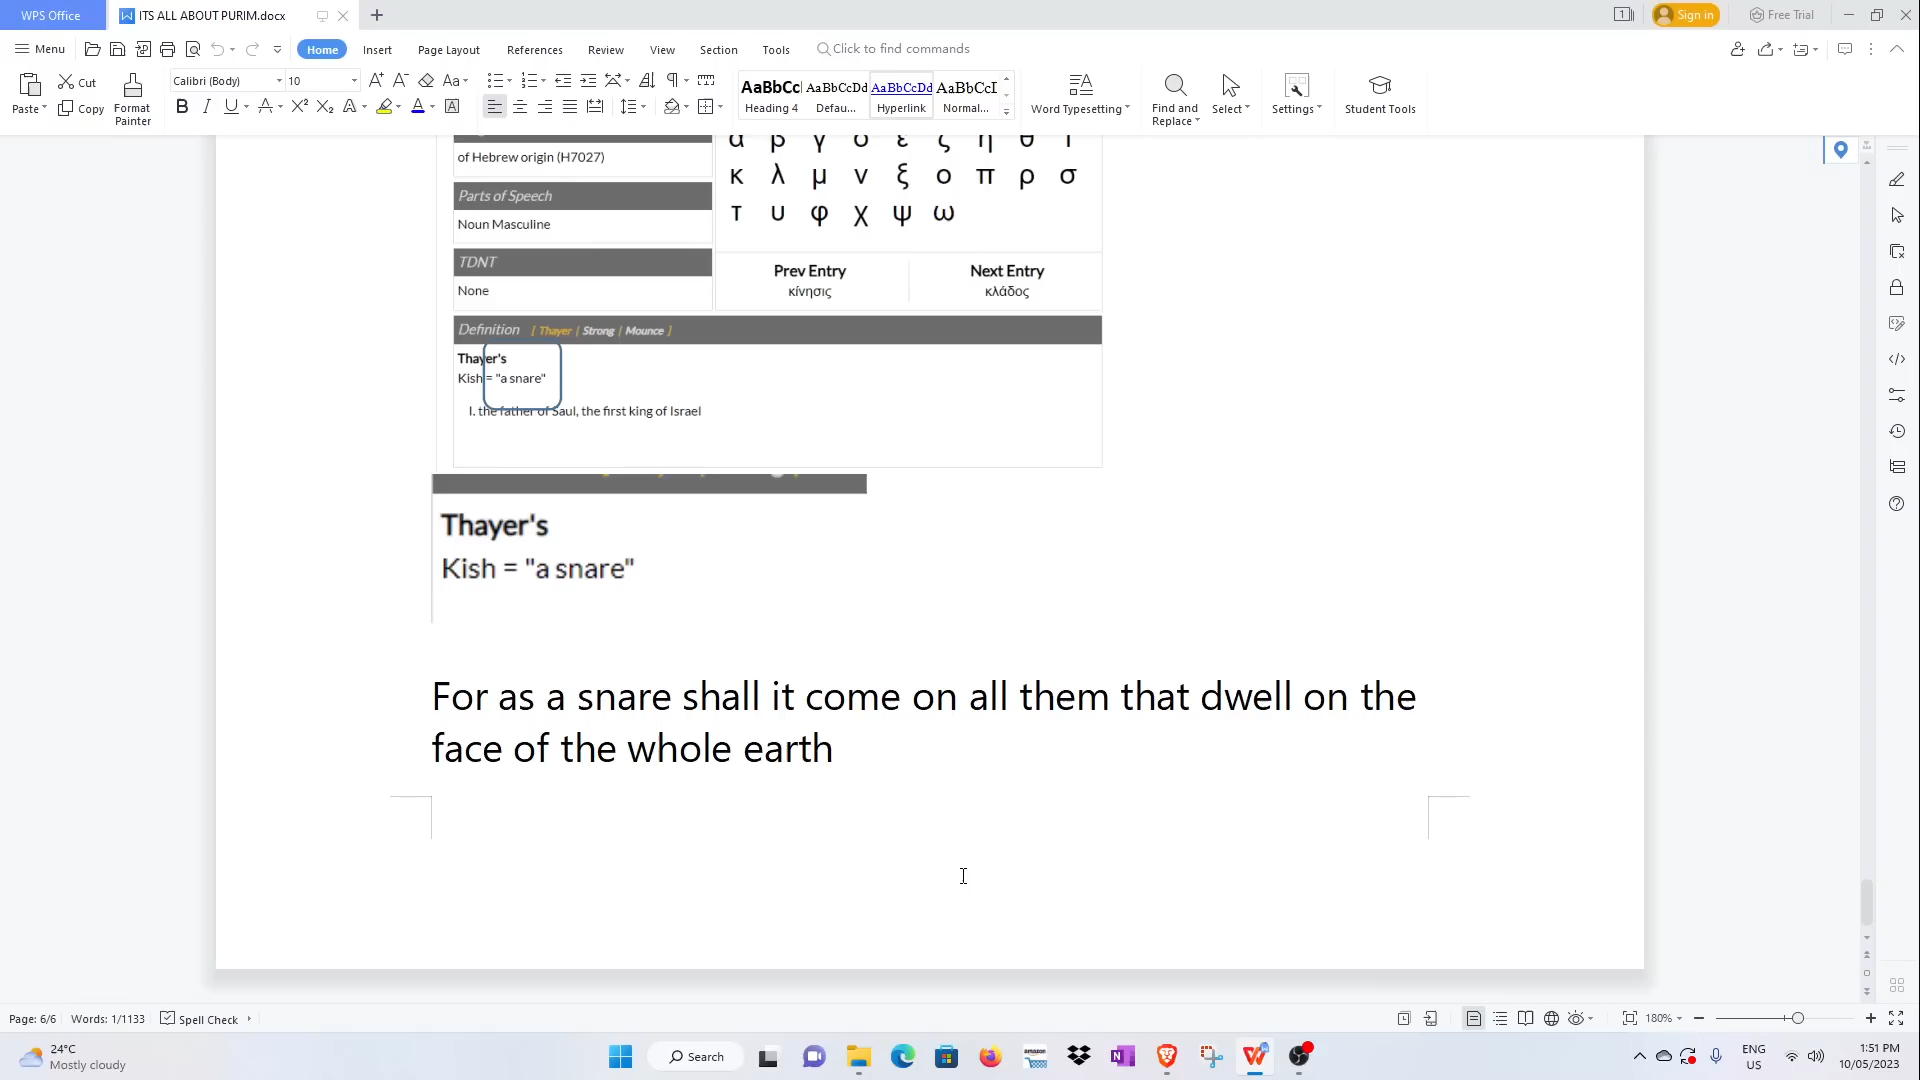 WPS Office
ITS ALL ABOUT PURIM.docx
1
Sign in
Free Trial
Menu
Home
Insert
Page Layout
References
Review
View
Section
Tools
Click to find commands
Paste
Cut
Copy
Format
Painter
Calibri (Body)
10
AaBbCc
Heading 4
AaBbCcDd
Defau...
AaBbCcDd
Hyperlink
AaBbCcD
Normal...
Word Typesetting
Find and
Replace
Select
Settings
Student Tools
α β γ δ ε ζ η θ ι
of Hebrew origin (H7027)
κ λ μ ν ξ ο π ρ σ
Parts of Speech
τ υ φ χ ψ ω
Noun Masculine
TDNT
None
Prev Entry
κίνησις
Next Entry
κλάδος
Definition [ Thayer | Strong | Mounce ]
Thayer's
Kish = "a snare"
I. the father of Saul, the first king of Israel
Thayer's
Kish = "a snare"
For as a snare shall it come on all them that dwell on the
face of the whole earth
Page: 6/6
Words: 1/1133
Spell Check
180%
24°C
Mostly cloudy
Search
ENG
US
1:51 PM
10/05/2023